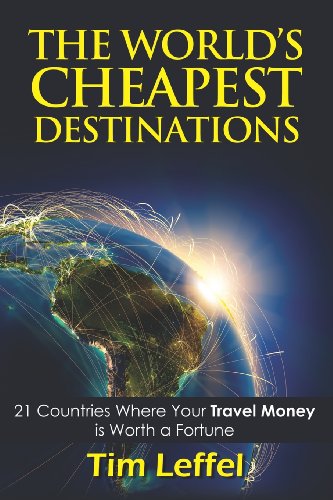 THE WORLD'S
CHEAPEST
DESTINATIONS
21 Countries Where Your Travel Money
is Worth a Fortune
Tim Leffel